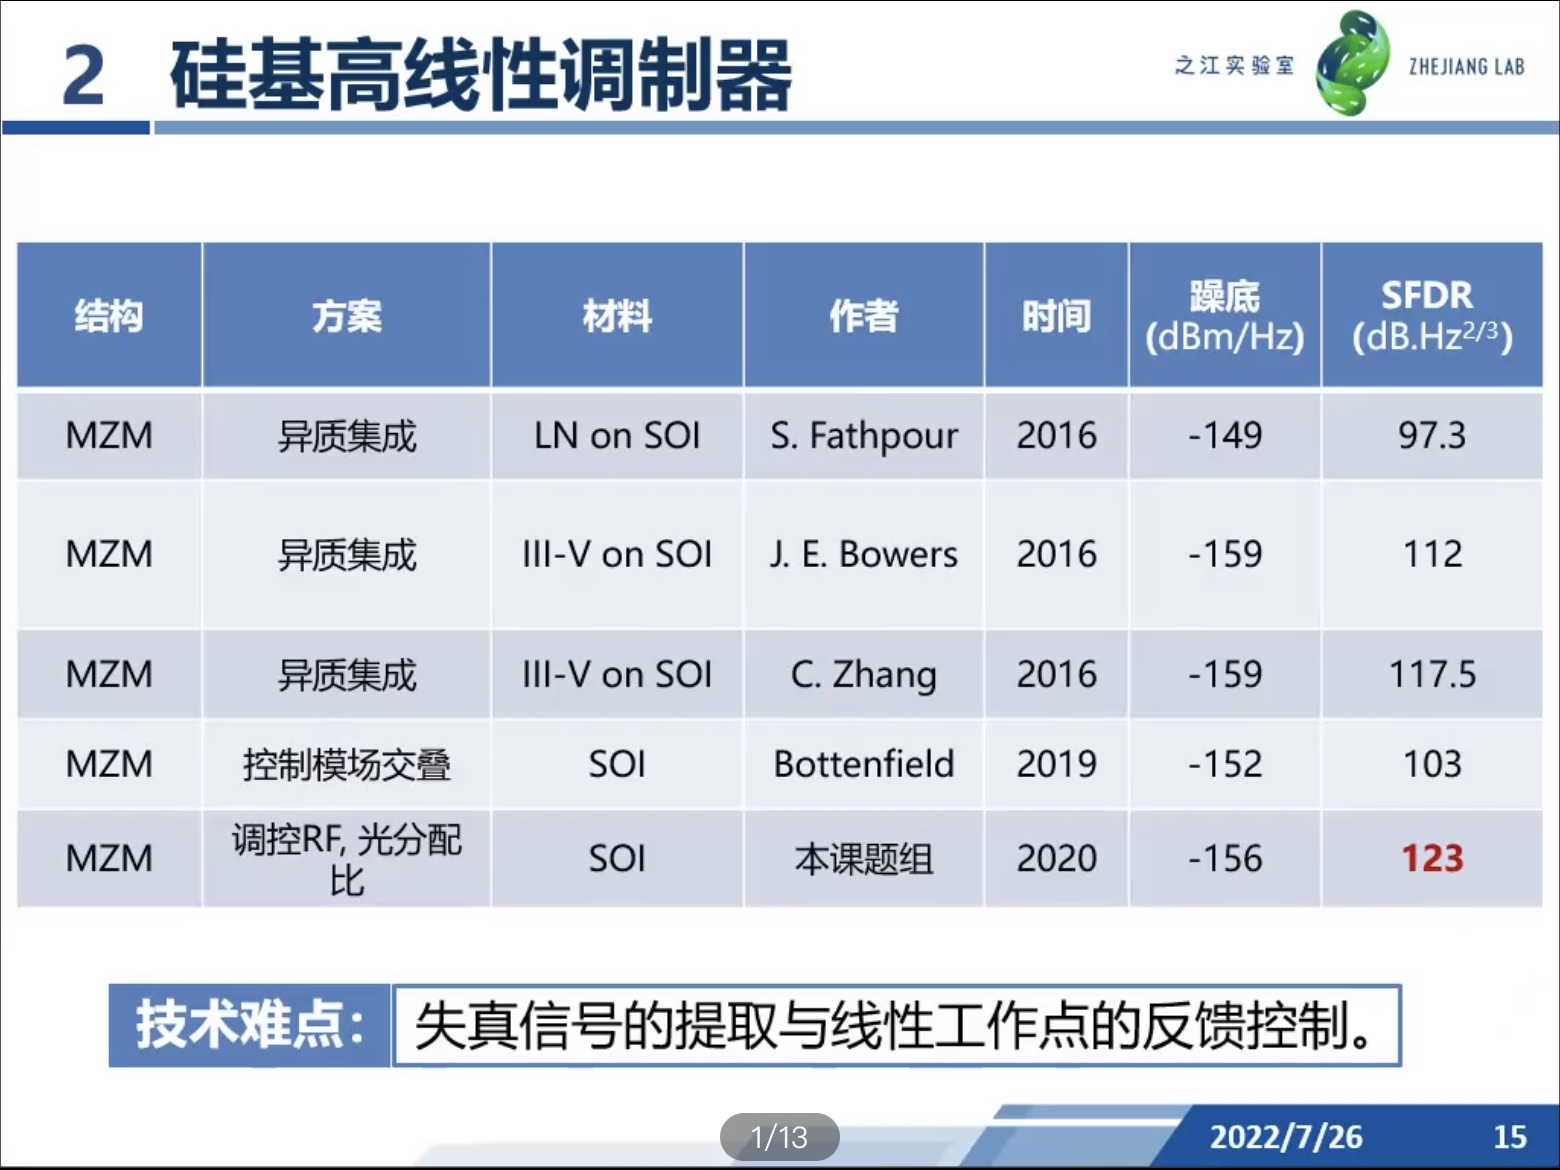 2 硅基高线性调制器
之江实验室 ZHEJIANG LAB
结构 方案 材料 作者 时间 躁底 (dBm/Hz) SFDR (dB.Hz2/3)
MZM 异质集成 LN on SOI S. Fathpour 2016 -149 97.3
MZM 异质集成 III-V on SOI J. E. Bowers 2016 -159 112
MZM 异质集成 III-V on SOI C. Zhang 2016 -159 117.5
MZM 控制模场交叠 SOI Bottenfield 2019 -152 103
MZM 调控RF, 光分配比 SOI 本课题组 2020 -156 123
技术难点： 失真信号的提取与线性工作点的反馈控制。
1/13
2022/7/26 15